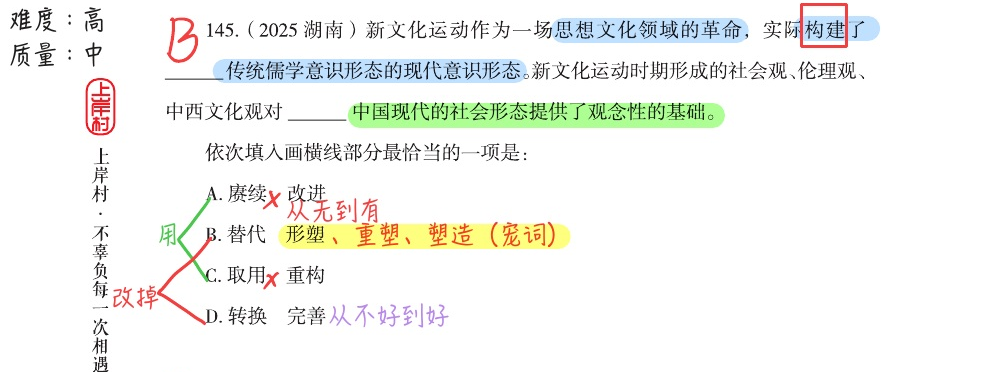 难度：高
质量：中
B 145.（2025 湖南）新文化运动作为一场思想文化领域的革命，实际构建了
______传统儒学意识形态的现代意识形态。新文化运动时期形成的社会观、伦理观、
中西文化观对 ______ 中国现代的社会形态提供了观念性的基础。
依次填入画横线部分最恰当的一项是：
A. 赓续× 改进
从无到有
用
B. 替代 形塑、重塑、塑造（宠词）
C. 取用× 重构
改掉
D. 转换 完善 从不好到好
上岸村
上岸村·不辜负每一次相遇